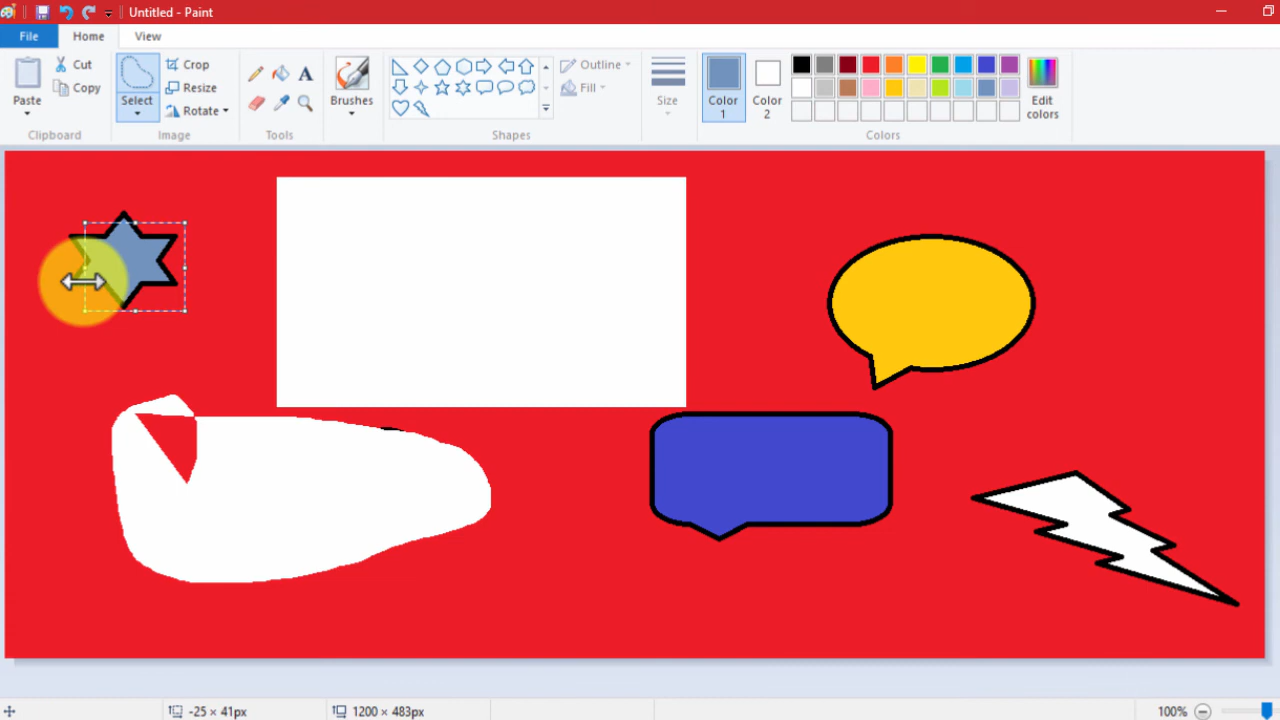 Untitled - Paint
File
Home
View
Paste
Cut
Copy
Clipboard
Select
Crop
Resize
Rotate
Image
A
Tools
Brushes
Shapes
Outline
Fill
Size
Color 1
Color 2
Edit colors
Colors
-25 × 41px
1200 × 483px
100%